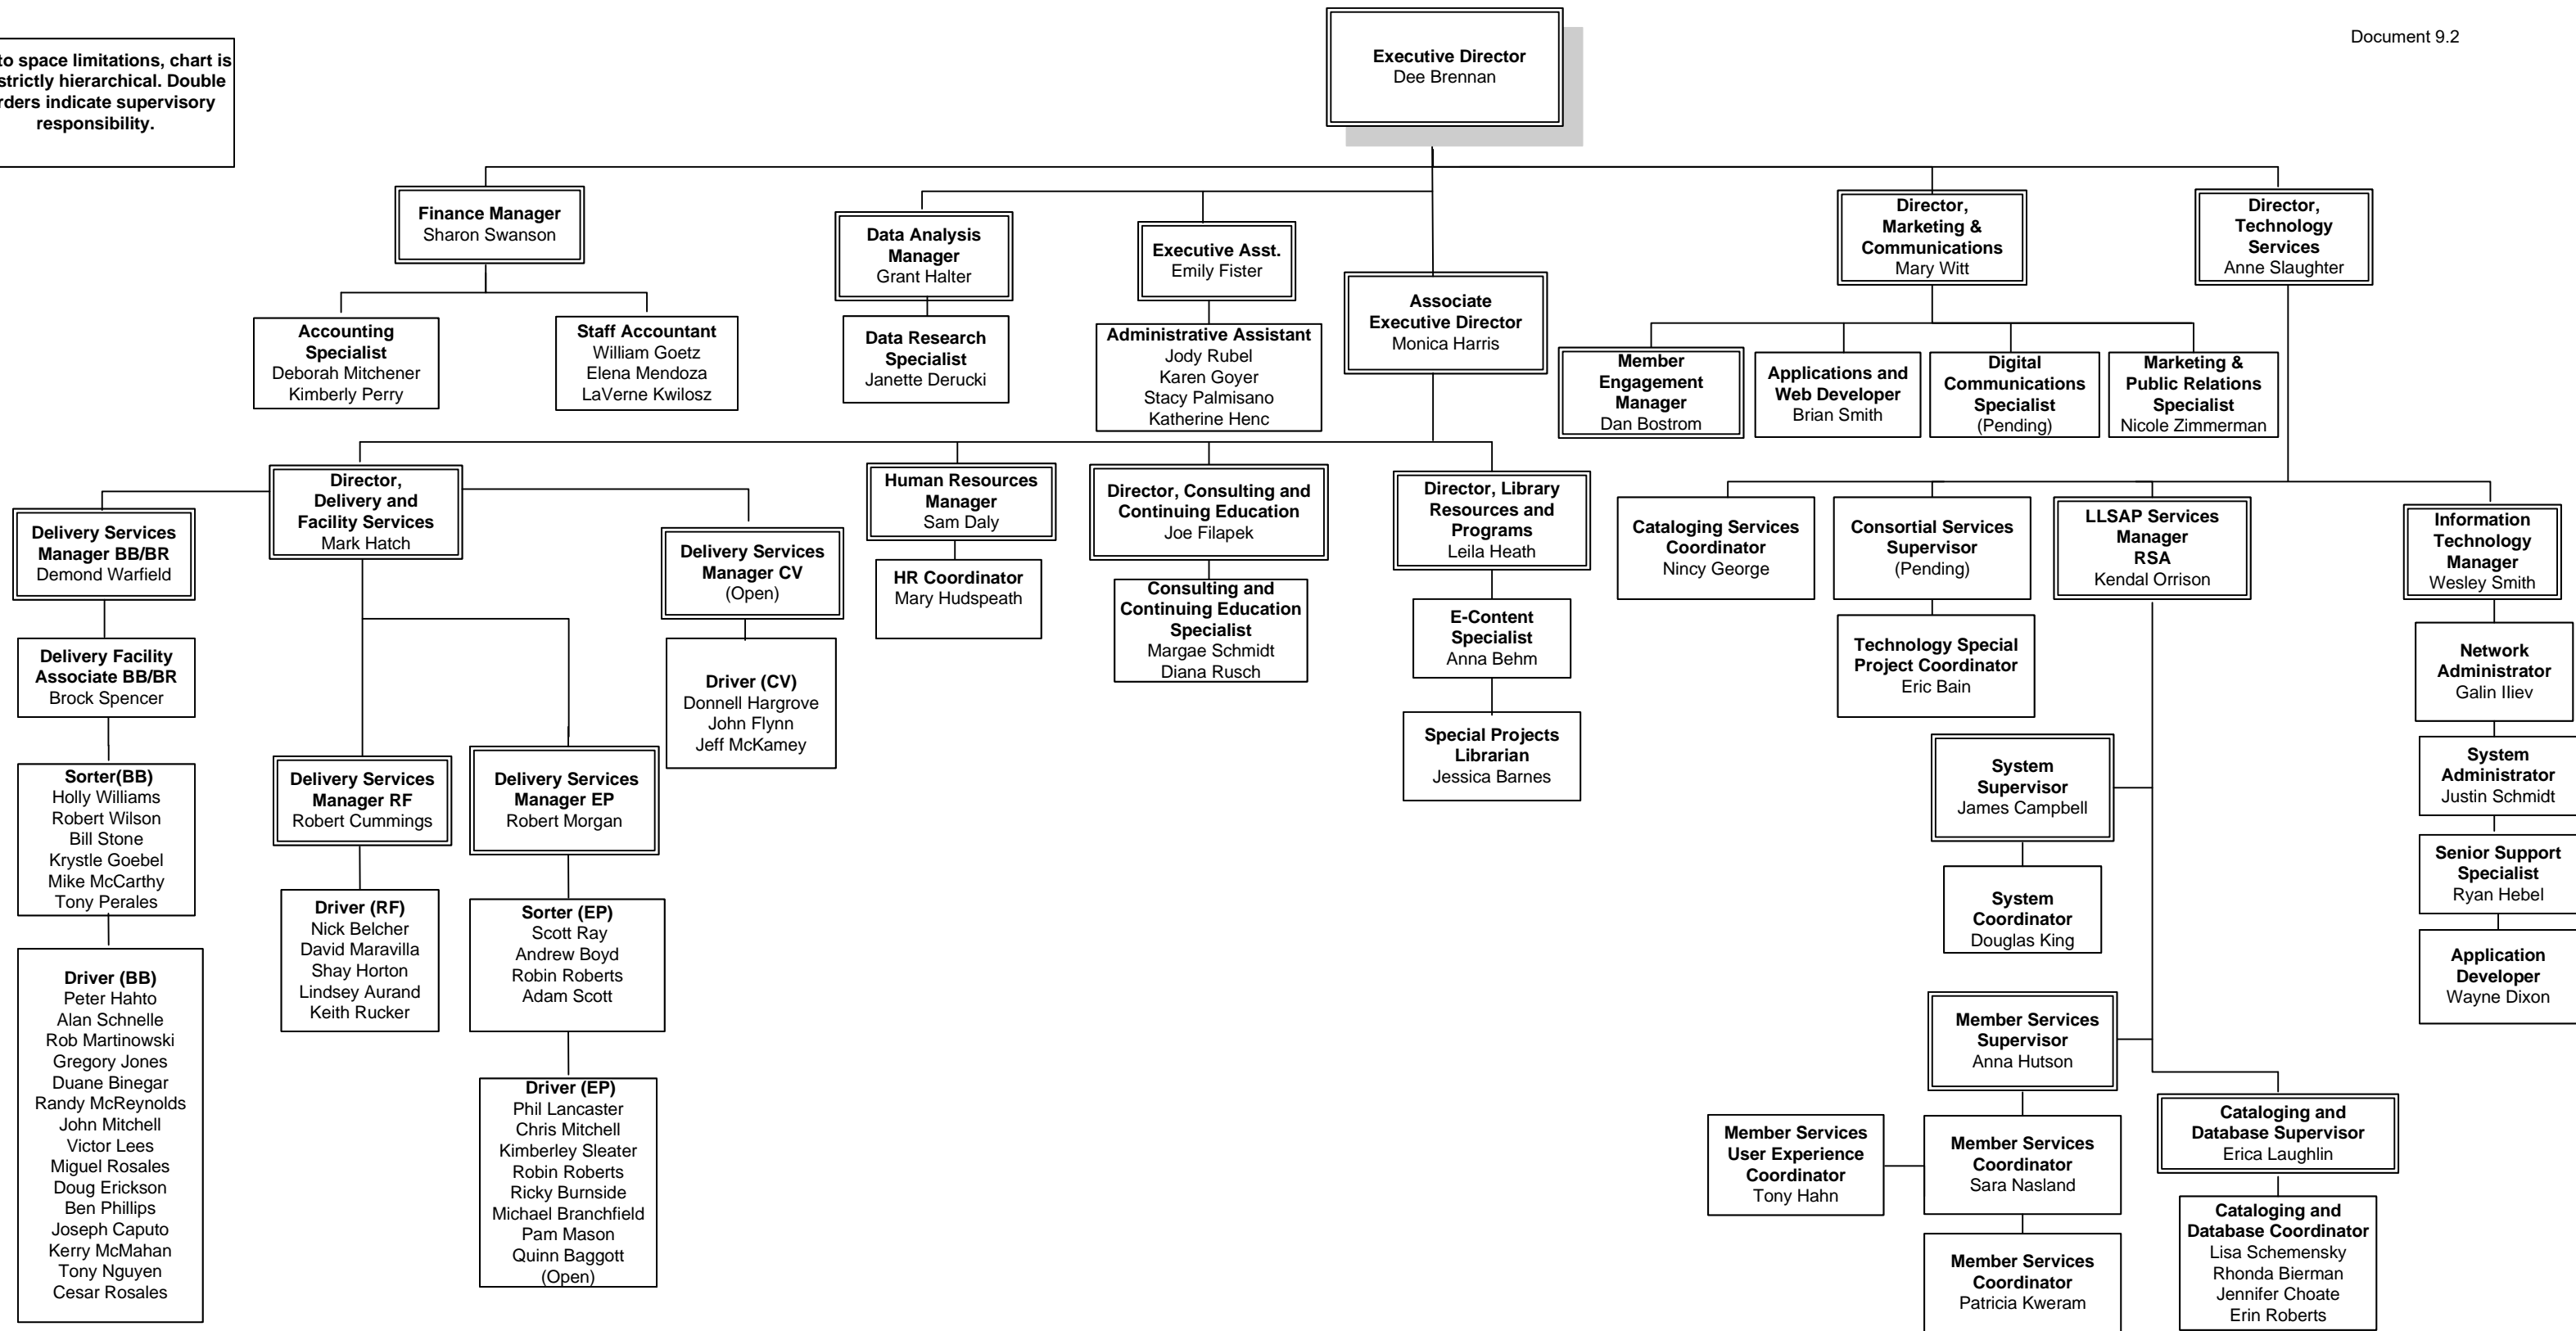 to space limitations, chart is
strictly hierarchical. Double
rders indicate supervisory
responsibility.
Document 9.2
Executive Director
Dee Brennan
Finance Manager
Sharon Swanson
Accounting
Specialist
Deborah Mitchener
Kimberly Perry
Staff Accountant
William Goetz
Elena Mendoza
LaVerne Kwilosz
Data Analysis
Manager
Grant Halter
Data Research
Specialist
Janette Derucki
Executive Asst.
Emily Fister
Administrative Assistant
Jody Rubel
Karen Goyer
Stacy Palmisano
Katherine Henc
Associate
Executive Director
Monica Harris
Director,
Marketing &
Communications
Mary Witt
Member
Engagement
Manager
Dan Bostrom
Applications and
Web Developer
Brian Smith
Digital
Communications
Specialist
(Pending)
Marketing &
Public Relations
Specialist
Nicole Zimmerman
Director,
Technology
Services
Anne Slaughter
Director,
Delivery and
Facility Services
Mark Hatch
Delivery Services
Manager BB/BR
Demond Warfield
Delivery Facility
Associate BB/BR
Brock Spencer
Sorter(BB)
Holly Williams
Robert Wilson
Bill Stone
Krystle Goebel
Mike McCarthy
Tony Perales
Driver (BB)
Peter Hahto
Alan Schnelle
Rob Martinowski
Gregory Jones
Duane Binegar
Randy McReynolds
John Mitchell
Victor Lees
Miguel Rosales
Doug Erickson
Ben Phillips
Joseph Caputo
Kerry McMahan
Tony Nguyen
Cesar Rosales
Delivery Services
Manager RF
Robert Cummings
Driver (RF)
Nick Belcher
David Maravilla
Shay Horton
Lindsey Aurand
Keith Rucker
Delivery Services
Manager EP
Robert Morgan
Sorter (EP)
Scott Ray
Andrew Boyd
Robin Roberts
Adam Scott
Driver (EP)
Phil Lancaster
Chris Mitchell
Kimberley Sleater
Robin Roberts
Ricky Burnside
Michael Branchfield
Pam Mason
Quinn Baggott
(Open)
Delivery Services
Manager CV
(Open)
Driver (CV)
Donnell Hargrove
John Flynn
Jeff McKamey
Human Resources
Manager
Sam Daly
HR Coordinator
Mary Hudspeath
Director, Consulting and
Continuing Education
Joe Filapek
Consulting and
Continuing Education
Specialist
Margae Schmidt
Diana Rusch
Director, Library
Resources and
Programs
Leila Heath
E-Content
Specialist
Anna Behm
Special Projects
Librarian
Jessica Barnes
Cataloging Services
Coordinator
Nincy George
Consortial Services
Supervisor
(Pending)
Technology Special
Project Coordinator
Eric Bain
LLSAP Services
Manager
RSA
Kendal Orrison
System
Supervisor
James Campbell
System
Coordinator
Douglas King
Member Services
Supervisor
Anna Hutson
Member Services
User Experience
Coordinator
Tony Hahn
Member Services
Coordinator
Sara Nasland
Member Services
Coordinator
Patricia Kweram
Cataloging and
Database Supervisor
Erica Laughlin
Cataloging and
Database Coordinator
Lisa Schemensky
Rhonda Bierman
Jennifer Choate
Erin Roberts
Information
Technology
Manager
Wesley Smith
Network
Administrator
Galin Iliev
System
Administrator
Justin Schmidt
Senior Support
Specialist
Ryan Hebel
Application
Developer
Wayne Dixon